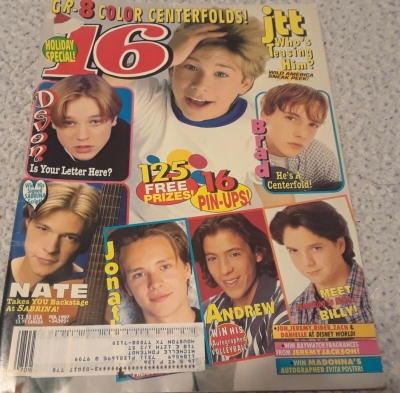 GR-8 COLOR CENTERFOLDS!
HOLIDAY
SPECIAL!
16
jtt
Who's
Teasing
Him?
WILD AMERICA
SNEAK PEEK!
Devon
Is Your Letter Here?
Brad
He's A
Centerfold!
125
FREE
PRIZES!
16
PIN-UPS!
NATE
Takes YOU Backstage
At SABRINA!
FEB. 1997
Jonat
ANDREW
WIN HIS
Autographed
VOLLEYBALL
MEET
BILLY!
JON, JEREMY, RIDER, ZACH &
DANIELLE AT DISNEY WORLD!
WIN BAYWATCH FRAGRANCES
FROM JEREMY JACKSON!
WIN MADONNA'S
AUTOGRAPHED EVITA POSTER!